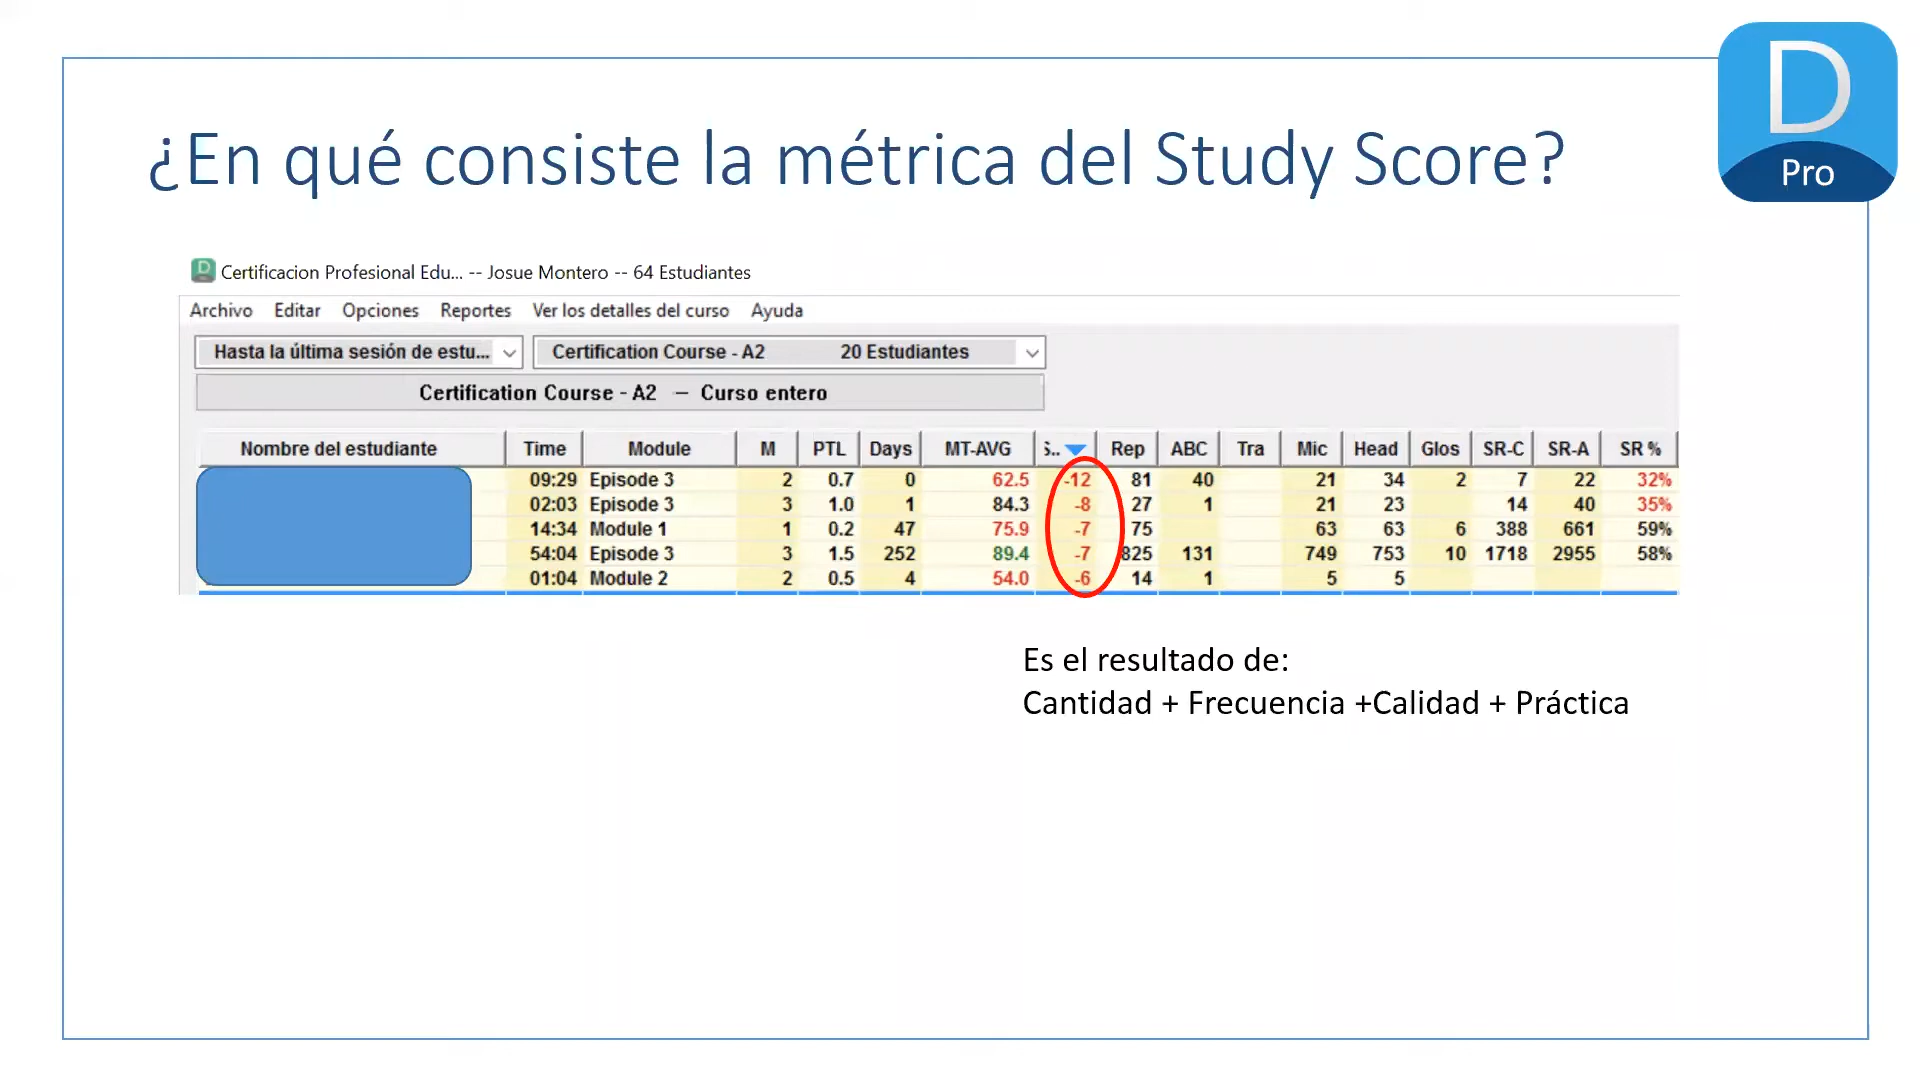 D
Pro
¿En qué consiste la métrica del Study Score?
D Certificacion Profesional Edu... -- Josue Montero -- 64 Estudiantes
Archivo Editar Opciones Reportes Ver los detalles del curso Ayuda
Hasta la última sesión de estu... Certification Course - A2 20 Estudiantes
Certification Course - A2 – Curso entero
Nombre del estudiante Time Module M PTL Days MT-AVG S.. Rep ABC Tra Mic Head Glos SR-C SR-A SR %
09:29 Episode 3 2 0.7 0 62.5 -12 81 40 21 34 2 7 22 32%
02:03 Episode 3 3 1.0 1 84.3 -8 27 1 21 23 14 40 35%
14:34 Module 1 1 0.2 47 75.9 -7 75 63 63 6 388 661 59%
54:04 Episode 3 3 1.5 252 89.4 -7 825 131 749 753 10 1718 2955 58%
01:04 Module 2 2 0.5 4 54.0 -6 14 1 5 5
Es el resultado de:
Cantidad + Frecuencia +Calidad + Práctica